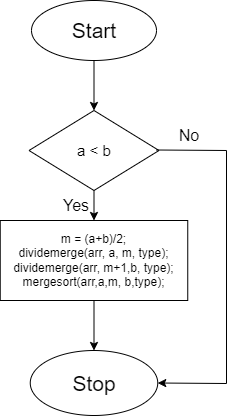 Start
a < b
No
Yes
m = (a+b)/2;
dividemerge(arr, a, m, type);
dividemerge(arr, m+1,b, type);
mergesort(arr,a,m, b,type);
Stop